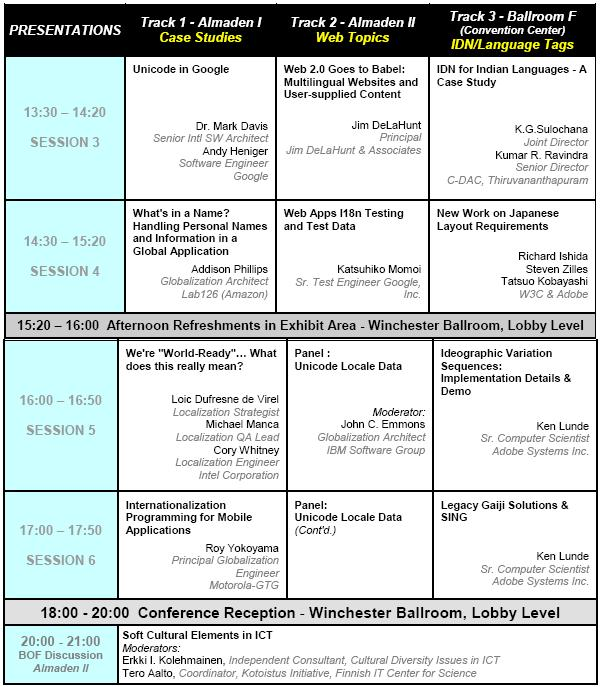 PRESENTATIONS
Track 1 - Almaden I
Case Studies
Track 2 - Almaden II
Web Topics
Track 3 - Ballroom F
(Convention Center)
IDN/Language Tags
13:30 – 14:20
SESSION 3
Unicode in Google
Dr. Mark Davis
Senior Intl SW Architect
Andy Heniger
Software Engineer
Google
Web 2.0 Goes to Babel:
Multilingual Websites and
User-supplied Content
Jim DeLaHunt
Principal
Jim DeLaHunt & Associates
IDN for Indian Languages - A
Case Study
K.G.Sulochana
Joint Director
Kumar R. Ravindra
Senior Director
C-DAC, Thiruvananthapuram
14:30 – 15:20
SESSION 4
What's in a Name?
Handling Personal Names
and Information in a
Global Application
Addison Phillips
Globalization Architect
Lab126 (Amazon)
Web Apps I18n Testing
and Test Data
Katsuhiko Momoi
Sr. Test Engineer Google,
Inc.
New Work on Japanese
Layout Requirements
Richard Ishida
Steven Zilles
Tatsuo Kobayashi
W3C & Adobe
15:20 – 16:00 Afternoon Refreshments in Exhibit Area - Winchester Ballroom, Lobby Level
16:00 – 16:50
SESSION 5
We're "World-Ready"... What
does this really mean?
Loic Dufresne de Virel
Localization Strategist
Michael Manca
Localization QA Lead
Cory Whitney
Localization Engineer
Intel Corporation
Panel :
Unicode Locale Data
Moderator:
John C. Emmons
Globalization Architect
IBM Software Group
Ideographic Variation
Sequences:
Implementation Details &
Demo
Ken Lunde
Sr. Computer Scientist
Adobe Systems Inc.
17:00 – 17:50
SESSION 6
Internationalization
Programming for Mobile
Applications
Roy Yokoyama
Principal Globalization
Engineer
Motorola-GTG
Panel:
Unicode Locale Data
(Cont'd.)
Legacy Gaiji Solutions &
SING
Ken Lunde
Sr. Computer Scientist
Adobe Systems Inc.
18:00 - 20:00 Conference Reception - Winchester Ballroom, Lobby Level
20:00 - 21:00
BOF Discussion
Almaden II
Soft Cultural Elements in ICT
Moderators:
Erkki I. Kolehmainen, Independent Consultant, Cultural Diversity Issues in ICT
Tero Aalto, Coordinator, Kotoistus Initiative, Finnish IT Center for Science